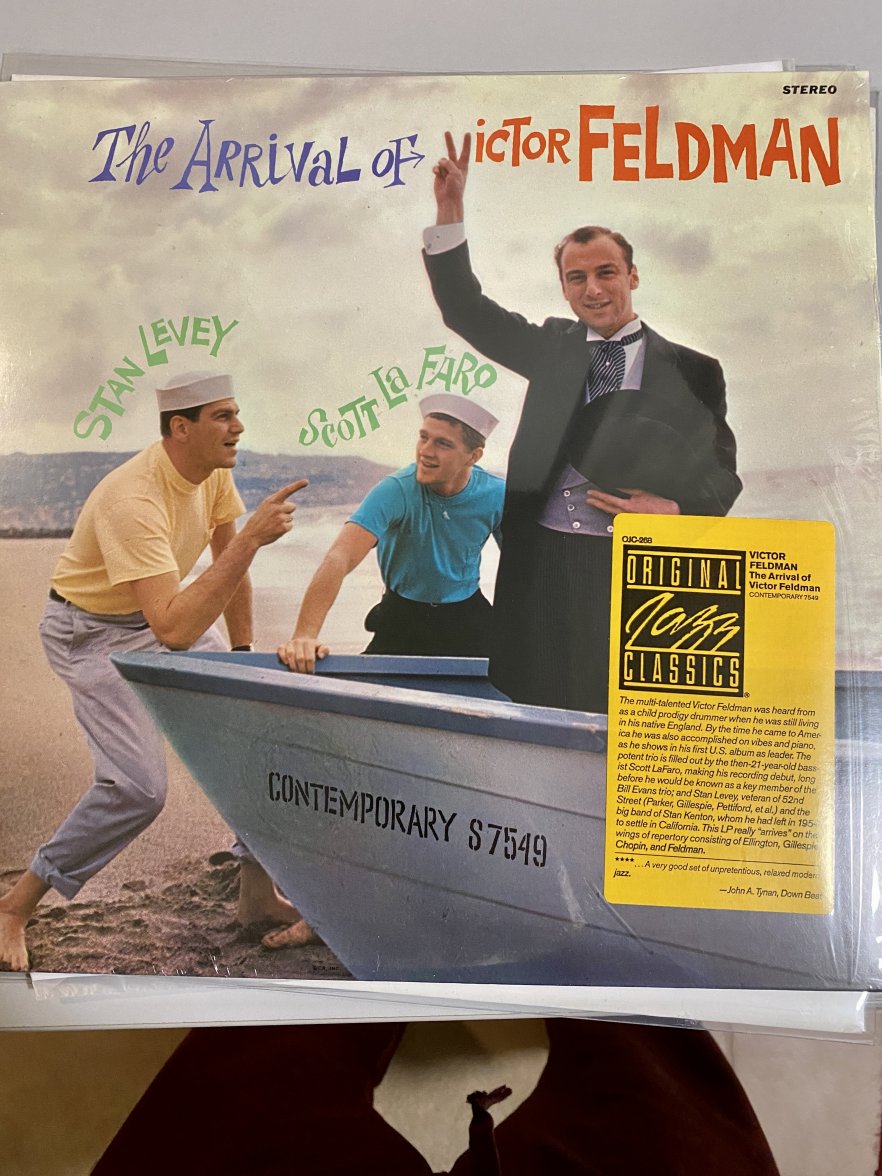 STEREO
The ARRIVAL OF VICTOR FELDMAN
STAN LEVEY
SCOTT LA FARO
CONTEMPORARY S7549
OJC-268
ORIGINAL
Jazz
CLASSICS
®
VICTOR
FELDMAN
The Arrival of
Victor Feldman
CONTEMPORARY 7549
The multi-talented Victor Feldman was heard from
as a child prodigy drummer when he was still living
in his native England. By the time he came to Amer-
ica he was also accomplished on vibes and piano,
as he shows in his first U.S. album as leader. The
potent trio is filled out by the then-21-year-old bass-
ist Scott LaFaro, making his recording debut, long
before he would be known as a key member of the
Bill Evans trio; and Stan Levey, veteran of 52nd
Street (Parker, Gillespie, Pettiford, et al.) and the
big band of Stan Kenton, whom he had left in 1954
to settle in California. This LP really "arrives" on the
wings of repertory consisting of Ellington, Gillespie,
Chopin, and Feldman.
★★★★ . . . A very good set of unpretentious, relaxed modern
jazz.
—John A. Tynan, Down Beat